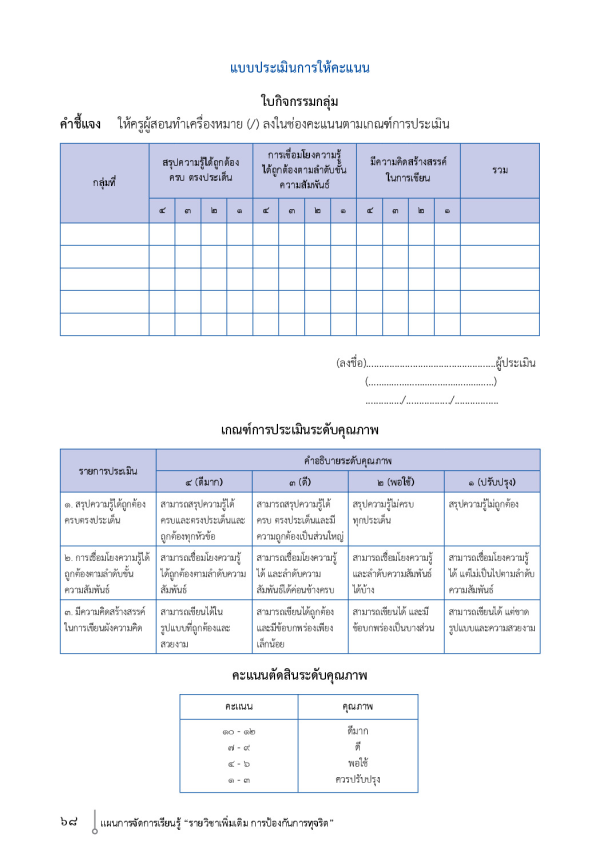 แบบประเมินการให้คะแนน
ใบกิจกรรมกลุ่ม
คำชี้แจง ให้ครูผู้สอนทำเครื่องหมาย (/) ลงในช่องคะแนนตามเกณฑ์การประเมิน
กลุ่มที่
สรุปความรู้ได้ถูกต้อง
ครบ ตรงประเด็น
การเชื่อมโยงความรู้
ได้ถูกต้องตามลำดับขั้น
ความสัมพันธ์
มีความคิดสร้างสรรค์
ในการเขียน
รวม
๔ ๓ ๒ ๑ ๔ ๓ ๒ ๑ ๔ ๓ ๒ ๑
(ลงชื่อ)..................................................ผู้ประเมิน
(................................................)
............../................./.................
เกณฑ์การประเมินระดับคุณภาพ
รายการประเมิน
คำอธิบายระดับคุณภาพ
๔ (ดีมาก) ๓ (ดี) ๒ (พอใช้) ๑ (ปรับปรุง)
๑. สรุปความรู้ได้ถูกต้อง
ครบตรงประเด็น
สามารถสรุปความรู้ได้
ครบและตรงประเด็นและ
ถูกต้องทุกหัวข้อ
สามารถสรุปความรู้ได้
ครบ ตรงประเด็นและมี
ความถูกต้องเป็นส่วนใหญ่
สรุปความรู้ไม่ครบ
ทุกประเด็น
สรุปความรู้ไม่ถูกต้อง
๒. การเชื่อมโยงความรู้ได้
ถูกต้องตามลำดับขั้น
ความสัมพันธ์
สามารถเชื่อมโยงความรู้
ได้ถูกต้องตามลำดับความ
สัมพันธ์
สามารถเชื่อมโยงความรู้
ได้ และลำดับความ
สัมพันธ์ได้ค่อนข้างครบ
สามารถเชื่อมโยงความรู้
และลำดับความสัมพันธ์
ได้บ้าง
สามารถเชื่อมโยงความรู้
ได้ แต่ไม่เป็นไปตามลำดับ
ความสัมพันธ์
๓. มีความคิดสร้างสรรค์
ในการเขียนผังความคิด
สามารถเขียนได้ใน
รูปแบบที่ถูกต้องและ
สวยงาม
สามารถเขียนได้ถูกต้อง
และมีข้อบกพร่องเพียง
เล็กน้อย
สามารถเขียนได้ และมี
ข้อบกพร่องเป็นบางส่วน
สามารถเขียนได้ แต่ขาด
รูปแบบและความสวยงาม
คะแนนตัดสินระดับคุณภาพ
คะแนน คุณภาพ
๑๐ - ๑๒ ดีมาก
๗ - ๙ ดี
๔ - ๖ พอใช้
๑ - ๓ ควรปรับปรุง
๖๘ แผนการจัดการเรียนรู้ “รายวิชาเพิ่มเติม การป้องกันการทุจริต”